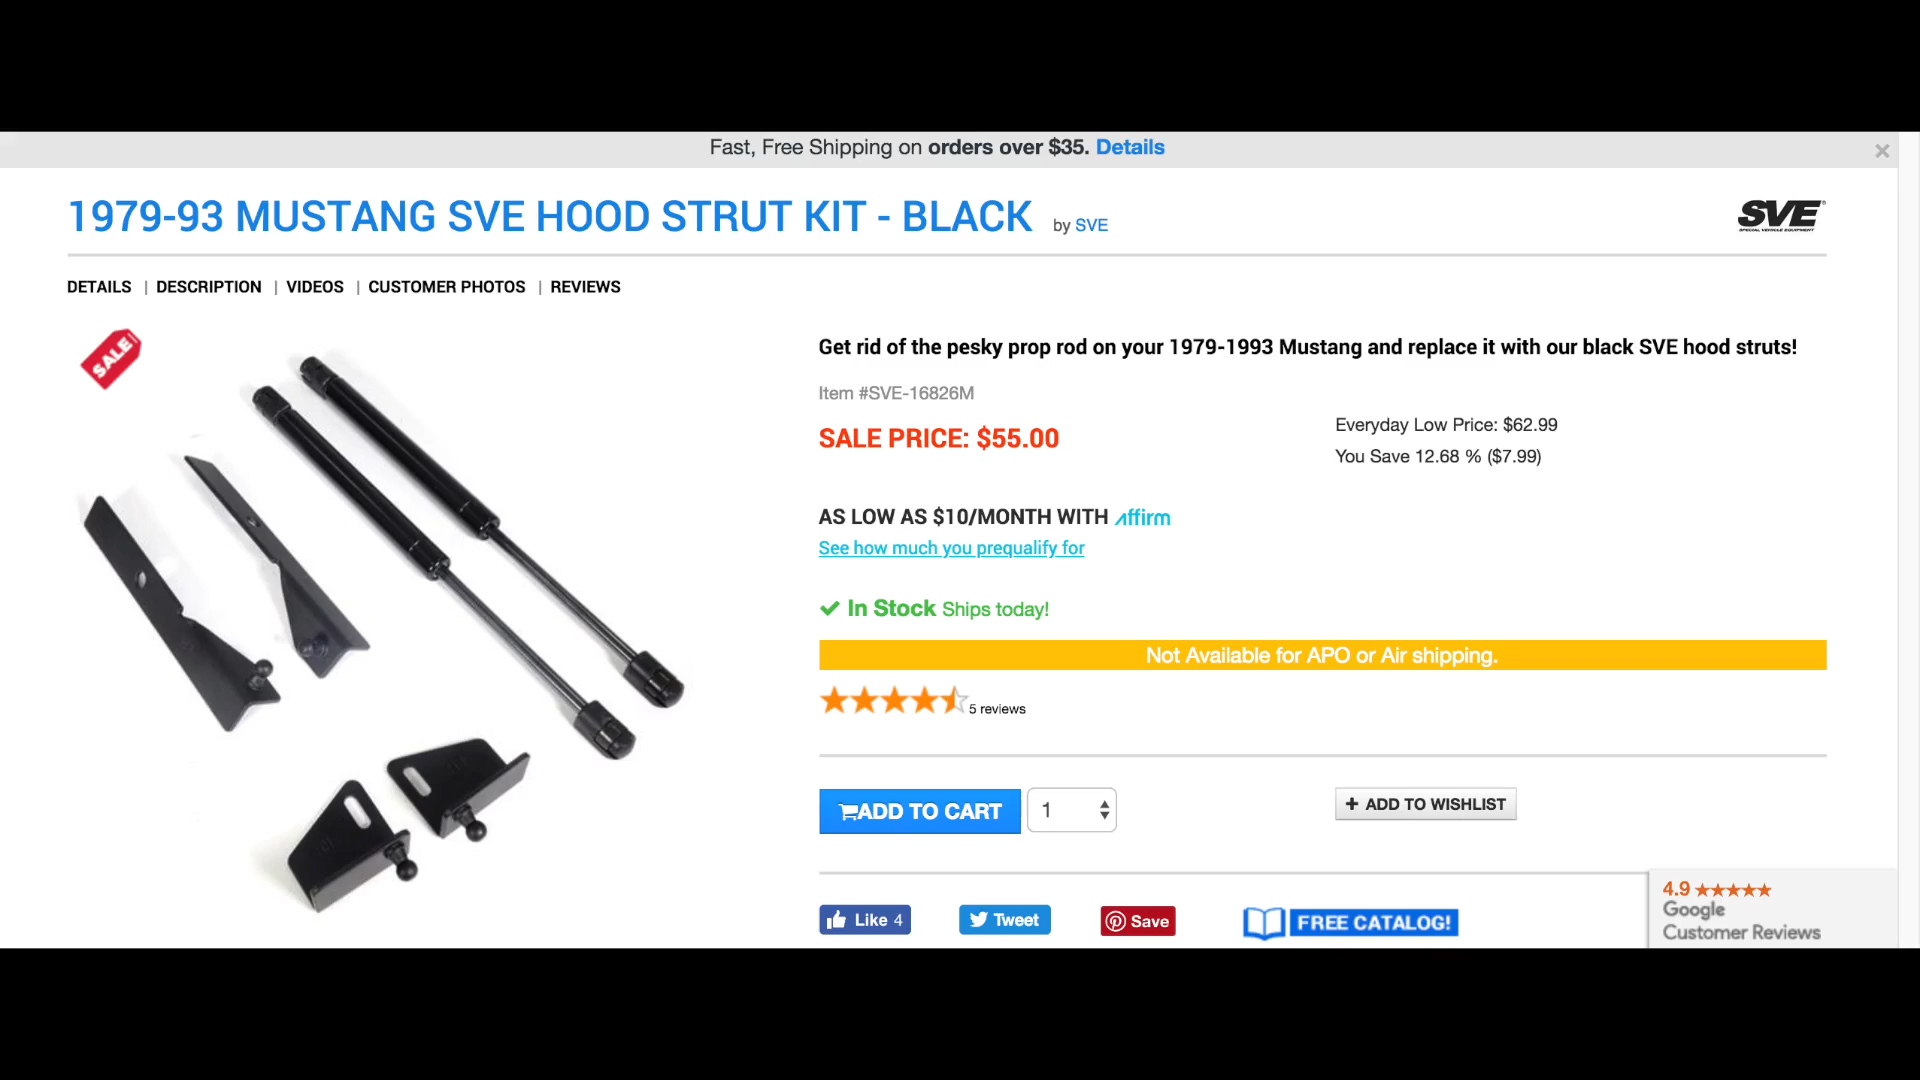 Fast, Free Shipping on orders over $35. Details
1979-93 MUSTANG SVE HOOD STRUT KIT - BLACK by SVE
SVE
SPECIAL VEHICLE EQUIPMENT
DETAILS | DESCRIPTION | VIDEOS | CUSTOMER PHOTOS | REVIEWS
SALE
Get rid of the pesky prop rod on your 1979-1993 Mustang and replace it with our black SVE hood struts!
Item #SVE-16826M
SALE PRICE: $55.00
Everyday Low Price: $62.99
You Save 12.68 % ($7.99)
AS LOW AS $10/MONTH WITH affirm
See how much you prequalify for
In Stock Ships today!
Not Available for APO or Air shipping.
5 reviews
ADD TO CART
1
+ ADD TO WISHLIST
Like 4
Tweet
Save
FREE CATALOG!
4.9
Google
Customer Reviews